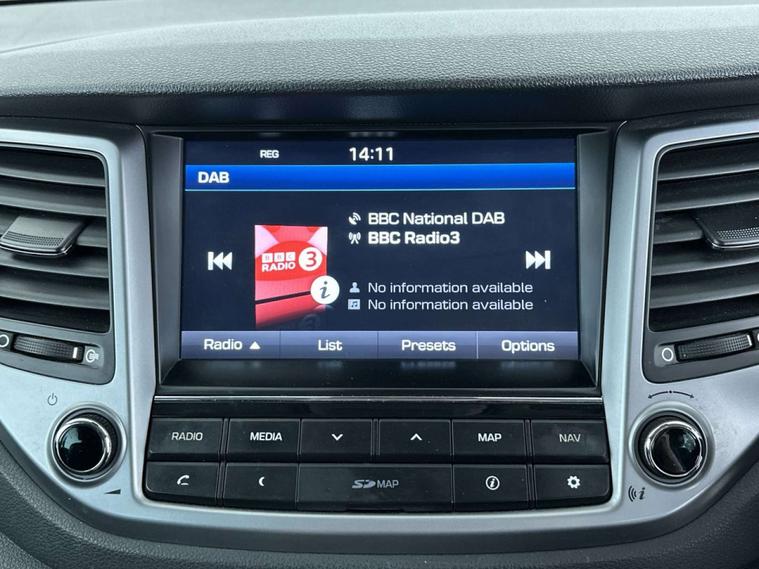 REG 14:11
DAB
BBC National DAB
BBC Radio3
BBC
RADIO 3
i
No information available
No information available
Radio List Presets Options
RADIO MEDIA MAP NAV
SD MAP i
i